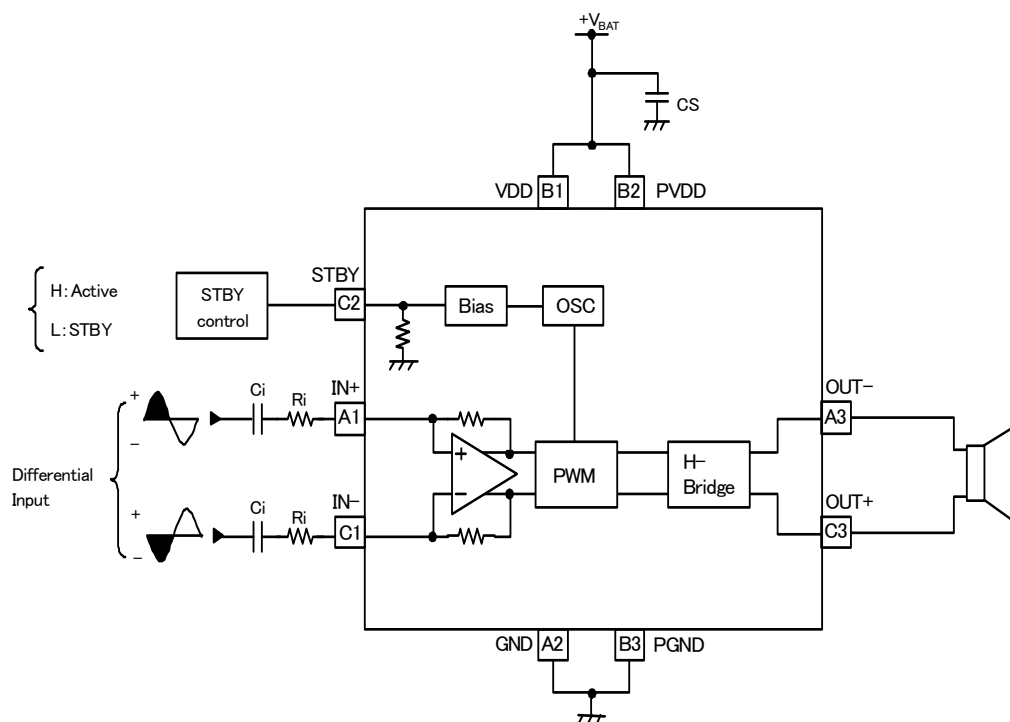 +VBAT
CS
VDD B1 B2 PVDD
STBY
H:Active
L:STBY
STBY
control
C2
Bias
OSC
Differential
Input
+
−
Ci
Ri
IN+
A1
+
−
PWM
H-
Bridge
OUT-
A3
+
−
Ci
Ri
IN-
C1
OUT+
C3
GND A2 B3 PGND